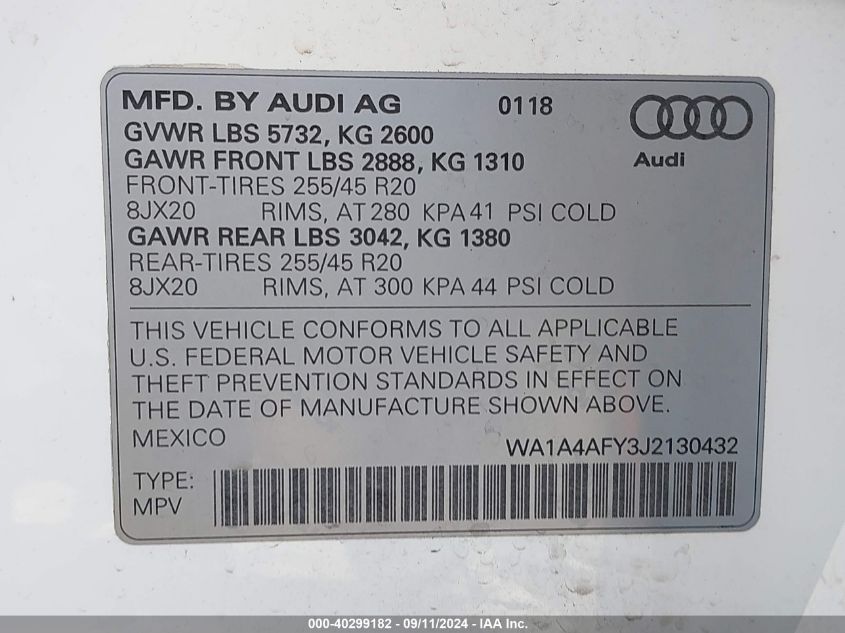 MFD. BY AUDI AG 0118
GVWR LBS 5732, KG 2600
GAWR FRONT LBS 2888, KG 1310
Audi
FRONT-TIRES 255/45 R20
8JX20 RIMS, AT 280 KPA 41 PSI COLD
GAWR REAR LBS 3042, KG 1380
REAR-TIRES 255/45 R20
8JX20 RIMS, AT 300 KPA 44 PSI COLD
THIS VEHICLE CONFORMS TO ALL APPLICABLE
U.S. FEDERAL MOTOR VEHICLE SAFETY AND
THEFT PREVENTION STANDARDS IN EFFECT ON
THE DATE OF MANUFACTURE SHOWN ABOVE.
MEXICO WA1A4AFY3J2130432
TYPE:
MPV
000-40299182 - 09/11/2024 - IAA Inc.